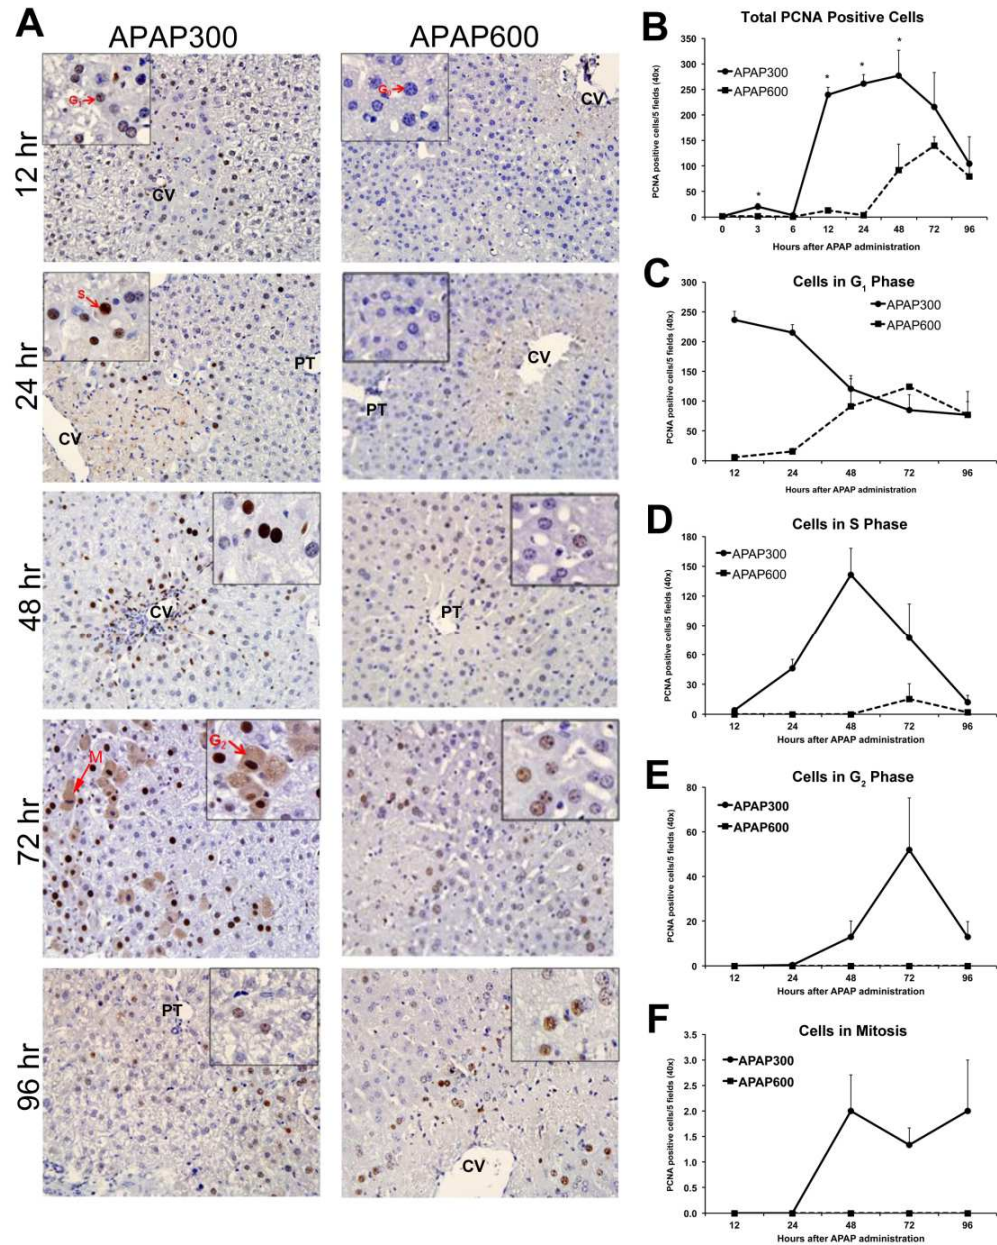 A
APAP300
APAP600
12 hr
G₁
CV
G₀
CV
24 hr
S
CV
PT
PT
CV
48 hr
CV
PT
72 hr
M
G₂
96 hr
PT
CV
B
Total PCNA Positive Cells
APAP300
APAP600
PCNA positive cells/5 fields (40x)
350
300
250
200
150
100
50
0
* * * * *
0 3 6 12 24 48 72 96
Hours after APAP administration
C
Cells in G₁ Phase
APAP300
APAP600
PCNA positive cells/5 fields (40x)
300
250
200
150
100
50
0
12 24 48 72 96
Hours after APAP administration
D
Cells in S Phase
APAP300
APAP600
PCNA positive cells/5 fields (40x)
180
150
120
90
60
30
0
12 24 48 72 96
Hours after APAP administration
E
Cells in G₂ Phase
APAP300
APAP600
PCNA positive cells/5 fields (40x)
80
60
40
20
0
12 24 48 72 96
Hours after APAP administration
F
Cells in Mitosis
APAP300
APAP600
PCNA positive cells/5 fields (40x)
3.5
3.0
2.5
2.0
1.5
1.0
0.5
0.0
12 24 48 72 96
Hours after APAP administration